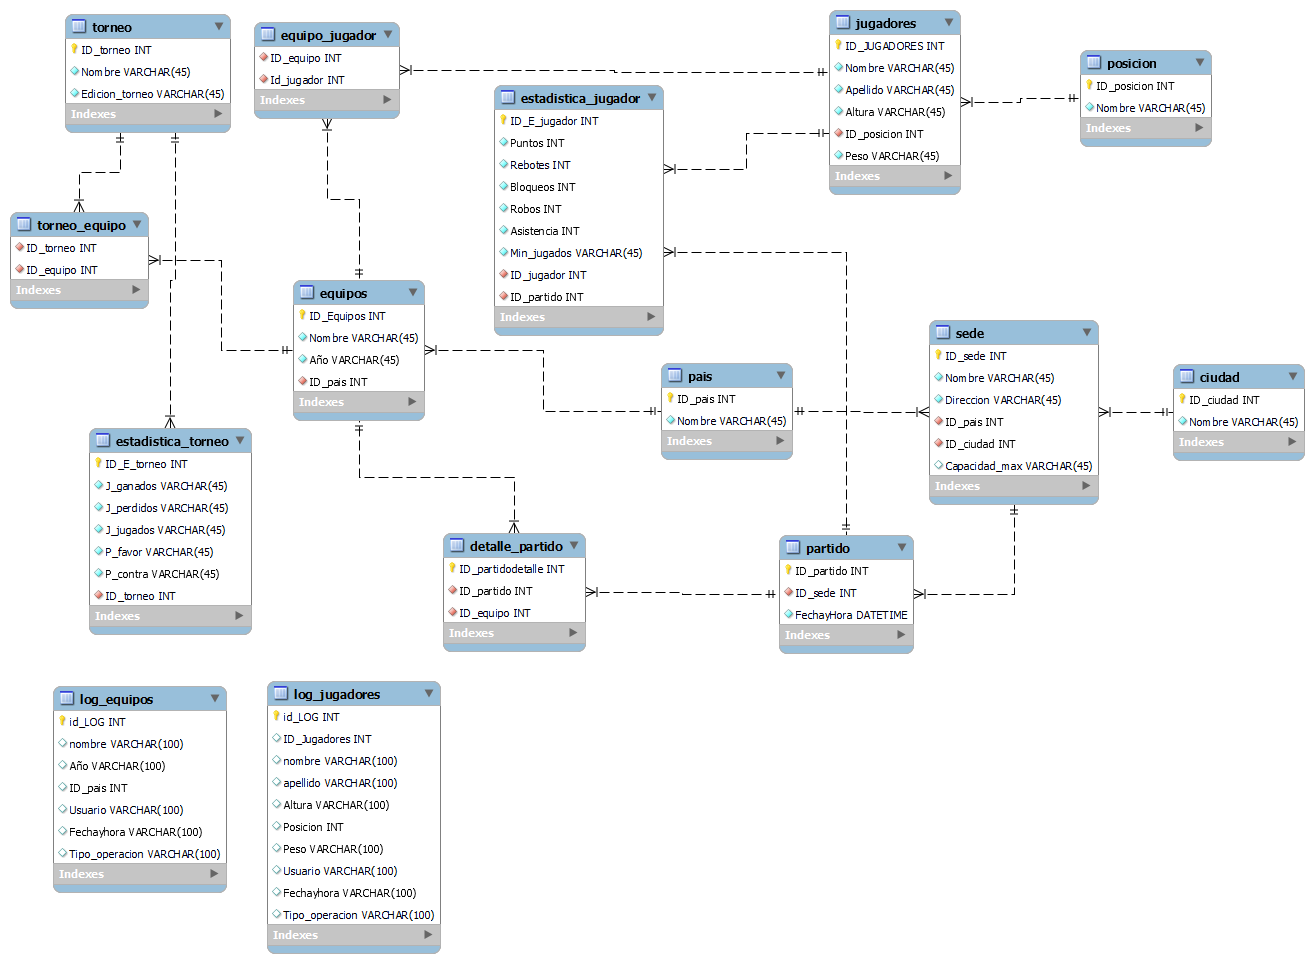 torneo
ID_torneo INT
Nombre VARCHAR(45)
Edicion_torneo VARCHAR(45)
Indexes
equipo_jugador
ID_equipo INT
Id_jugador INT
Indexes
jugadores
ID_JUGADORES INT
Nombre VARCHAR(45)
Apellido VARCHAR(45)
Altura VARCHAR(45)
ID_posicion INT
Peso VARCHAR(45)
Indexes
posicion
ID_posicion INT
Nombre VARCHAR(45)
Indexes
estadistica_jugador
ID_E_jugador INT
Puntos INT
Rebotes INT
Bloqueos INT
Robos INT
Asistencia INT
Min_jugados VARCHAR(45)
ID_jugador INT
ID_partido INT
Indexes
torneo_equipo
ID_torneo INT
ID_equipo INT
Indexes
equipos
ID_Equipos INT
Nombre VARCHAR(45)
Año VARCHAR(45)
ID_pais INT
Indexes
pais
ID_pais INT
Nombre VARCHAR(45)
Indexes
sede
ID_sede INT
Nombre VARCHAR(45)
Direccion VARCHAR(45)
ID_pais INT
ID_ciudad INT
Capacidad_max VARCHAR(45)
Indexes
ciudad
ID_ciudad INT
Nombre VARCHAR(45)
Indexes
estadistica_torneo
ID_E_torneo INT
J_ganados VARCHAR(45)
J_perdidos VARCHAR(45)
J_jugados VARCHAR(45)
P_favor VARCHAR(45)
P_contra VARCHAR(45)
ID_torneo INT
Indexes
detalle_partido
ID_partidodetalle INT
ID_partido INT
ID_equipo INT
Indexes
partido
ID_partido INT
ID_sede INT
FechayHora DATETIME
Indexes
log_equipos
id_LOG INT
nombre VARCHAR(100)
Año VARCHAR(100)
ID_pais INT
Usuario VARCHAR(100)
Fechayhora VARCHAR(100)
Tipo_operacion VARCHAR(100)
Indexes
log_jugadores
id_LOG INT
ID_Jugadores INT
nombre VARCHAR(100)
apellido VARCHAR(100)
Altura VARCHAR(100)
Posicion INT
Peso VARCHAR(100)
Usuario VARCHAR(100)
Fechayhora VARCHAR(100)
Tipo_operacion VARCHAR(100)
Indexes